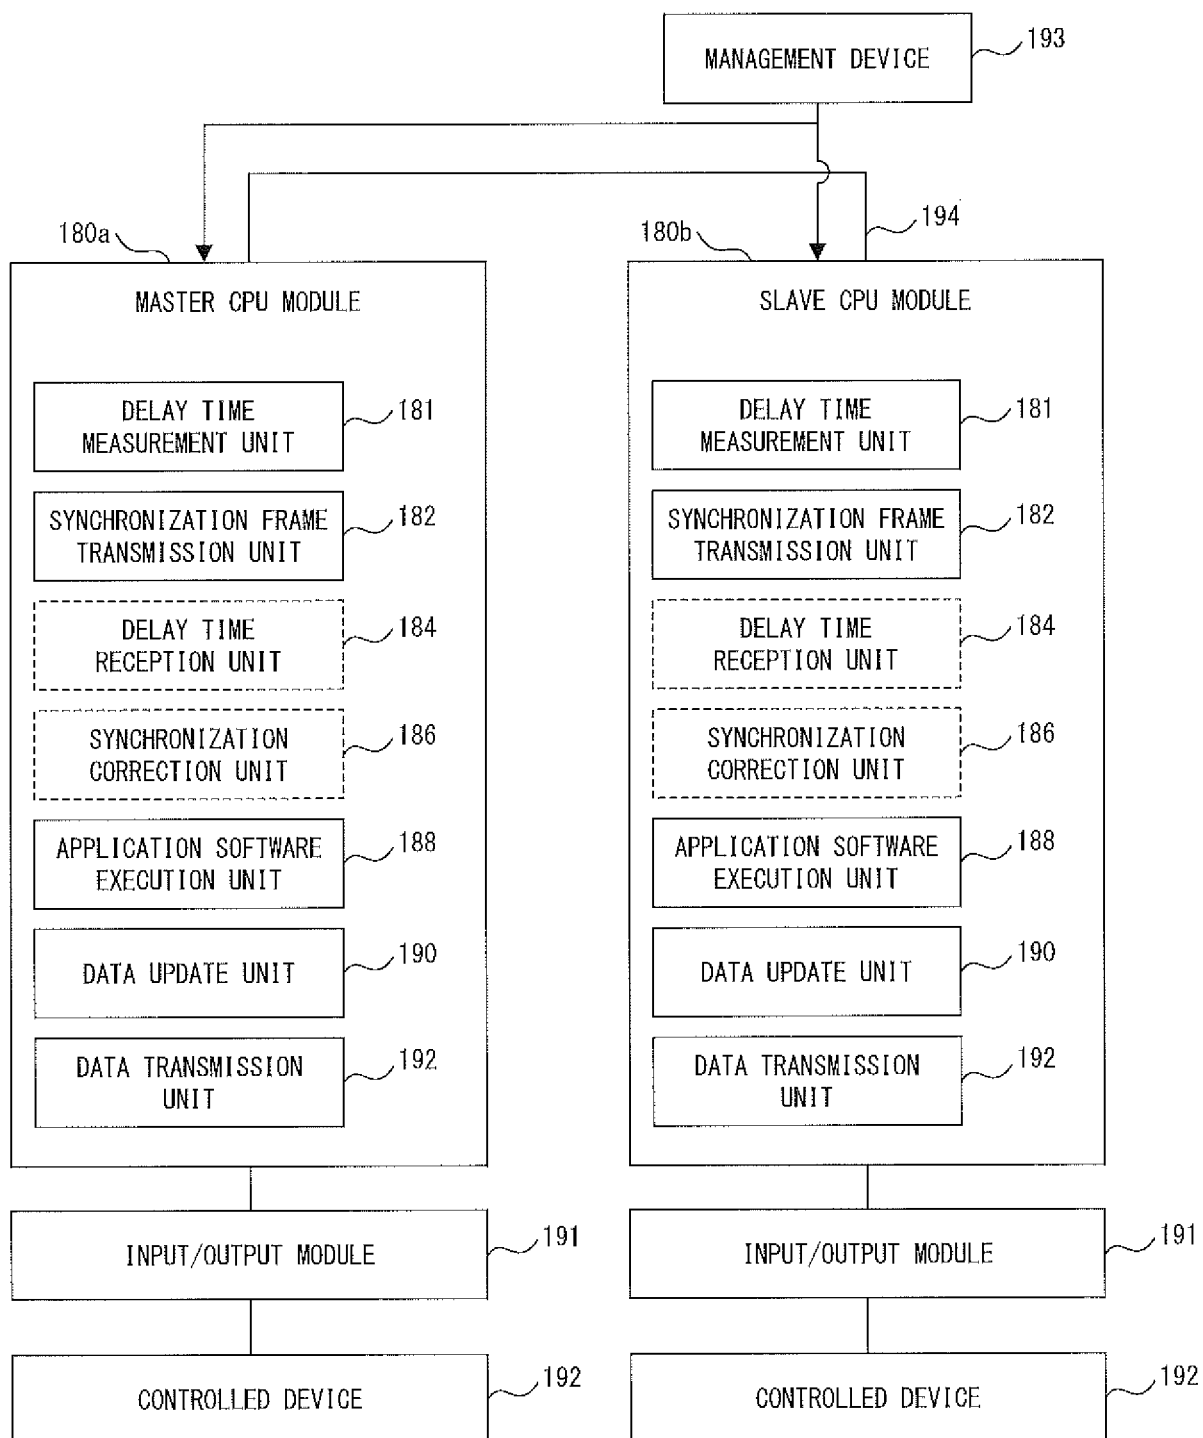 MANAGEMENT DEVICE
193
194
180a
MASTER CPU MODULE
DELAY TIME
MEASUREMENT UNIT
181
SYNCHRONIZATION FRAME
TRANSMISSION UNIT
182
DELAY TIME
RECEPTION UNIT
184
SYNCHRONIZATION
CORRECTION UNIT
186
APPLICATION SOFTWARE
EXECUTION UNIT
188
DATA UPDATE UNIT
190
DATA TRANSMISSION
UNIT
192
INPUT/OUTPUT MODULE
191
CONTROLLED DEVICE
192
180b
SLAVE CPU MODULE
DELAY TIME
MEASUREMENT UNIT
181
SYNCHRONIZATION FRAME
TRANSMISSION UNIT
182
DELAY TIME
RECEPTION UNIT
184
SYNCHRONIZATION
CORRECTION UNIT
186
APPLICATION SOFTWARE
EXECUTION UNIT
188
DATA UPDATE UNIT
190
DATA TRANSMISSION
UNIT
192
INPUT/OUTPUT MODULE
191
CONTROLLED DEVICE
192